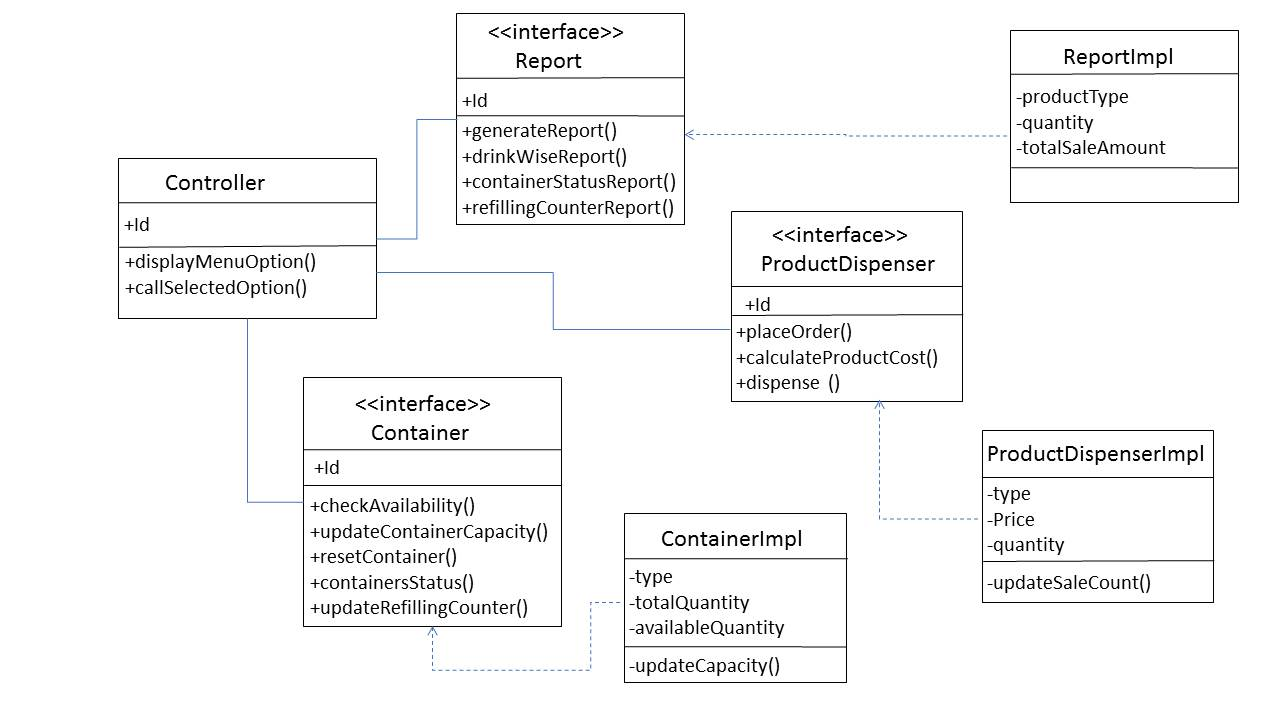 <<interface>>
Report
+Id
+generateReport()
+drinkWiseReport()
+containerStatusReport()
+refillingCounterReport()
ReportImpl
-productType
-quantity
-totalSaleAmount
Controller
+Id
+displayMenuOption()
+callSelectedOption()
<<interface>>
ProductDispenser
+Id
+placeOrder()
+calculateProductCost()
+dispense ()
<<interface>>
Container
+Id
+checkAvailability()
+updateContainerCapacity()
+resetContainer()
+containersStatus()
+updateRefillingCounter()
ContainerImpl
-type
-totalQuantity
-availableQuantity
-updateCapacity()
ProductDispenserImpl
-type
-Price
-quantity
-updateSaleCount()